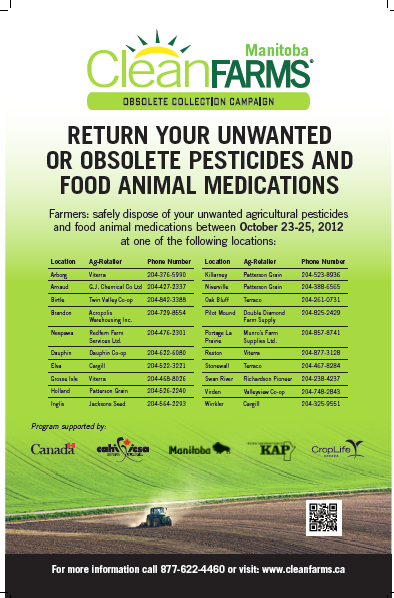 Manitoba
CleanFARMS
OBSOLETE COLLECTION CAMPAIGN
RETURN YOUR UNWANTED
OR OBSOLETE PESTICIDES AND
FOOD ANIMAL MEDICATIONS
Farmers: safely dispose of your unwanted agricultural pesticides
and food animal medications between October 23-25, 2012
at one of the following locations:
Location Ag-Retailer Phone Number
Arborg Viterra 204-376-5990
Arnaud G.J. Chemical Co Ltd 204-427-2337
Birtle Twin Valley Co-op 204-842-3388
Brandon Acropolis Warehousing Inc. 204-729-8554
Neepawa Redfern Farm Services Ltd. 204-476-2301
Dauphin Dauphin Co-op 204-622-6080
Elva Cargill 204-522-3221
Grosse Isle Viterra 204-468-8026
Holland Patterson Grain 204-526-2240
Inglis Jacksons Seed 204-564-2293
Location Ag-Retailer Phone Number
Killarney Patterson Grain 204-523-8936
Niverville Patterson Grain 204-388-6565
Oak Bluff Terraco 204-261-0731
Pilot Mound Double Diamond Farm Supply 204-825-2429
Portage La Prairie Munro's Farm Supplies Ltd. 204-857-8741
Reston Viterra 204-877-3128
Stonewall Terraco 204-467-8284
Swan River Richardson Pioneer 204-238-4237
Virden Valleyview Co-op 204-748-2843
Winkler Cargill 204-325-9551
Program supported by:
Canada
cahi icsa
Manitoba
KAP
CropLife
CANADA
For more information call 877-622-4460 or visit: www.cleanfarms.ca